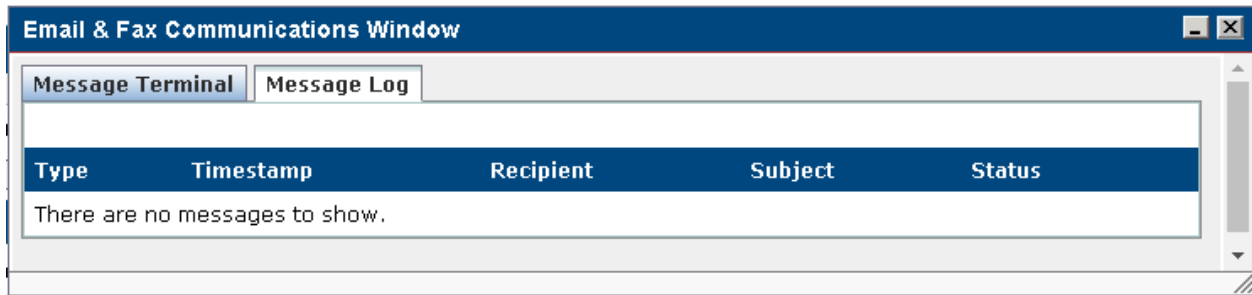 Email & Fax Communications Window
Message Terminal Message Log
Type Timestamp Recipient Subject Status
There are no messages to show.